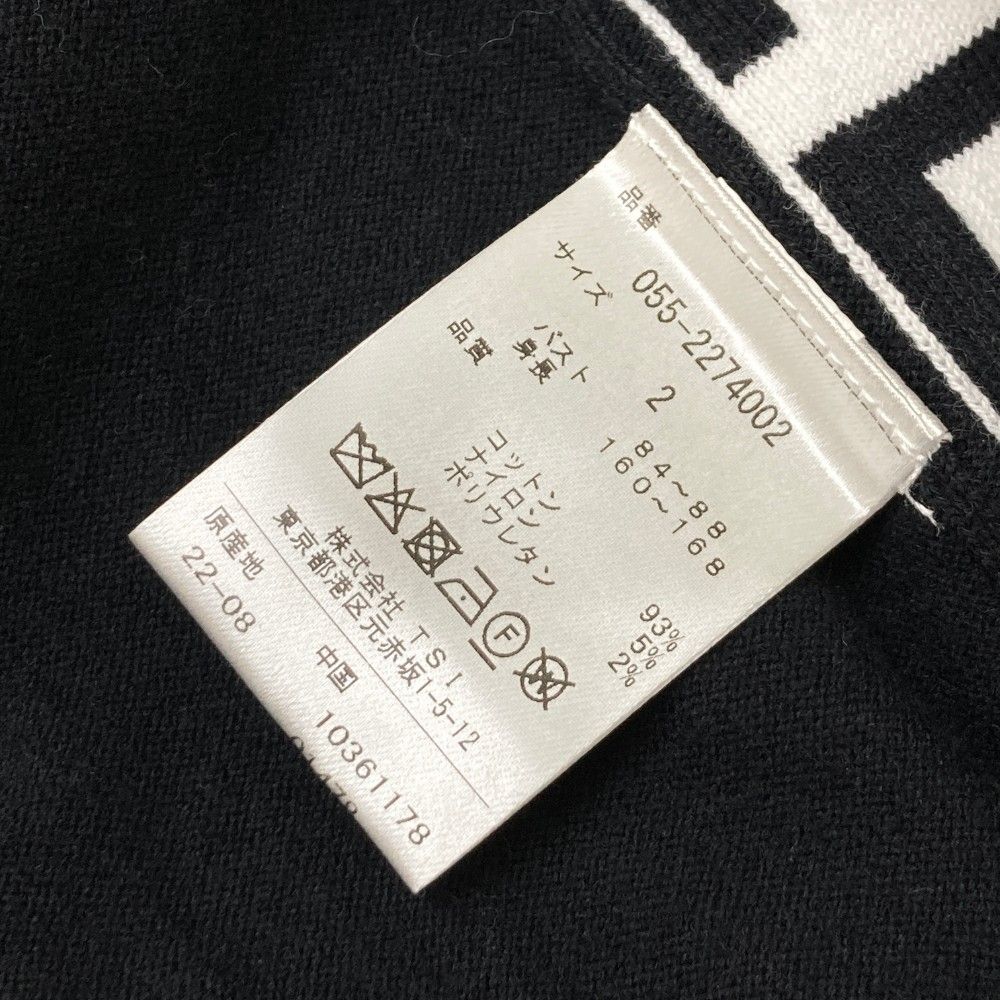 品番 055-2274002
サイズ 2
バスト 84～88
身長 160～168
品質
コットン 93%
ナイロン 5%
ポリウレタン 2%
F
W
株式会社 TSI
東京都港区元赤坂1-5-12
原産地 中国
22-08 10361178